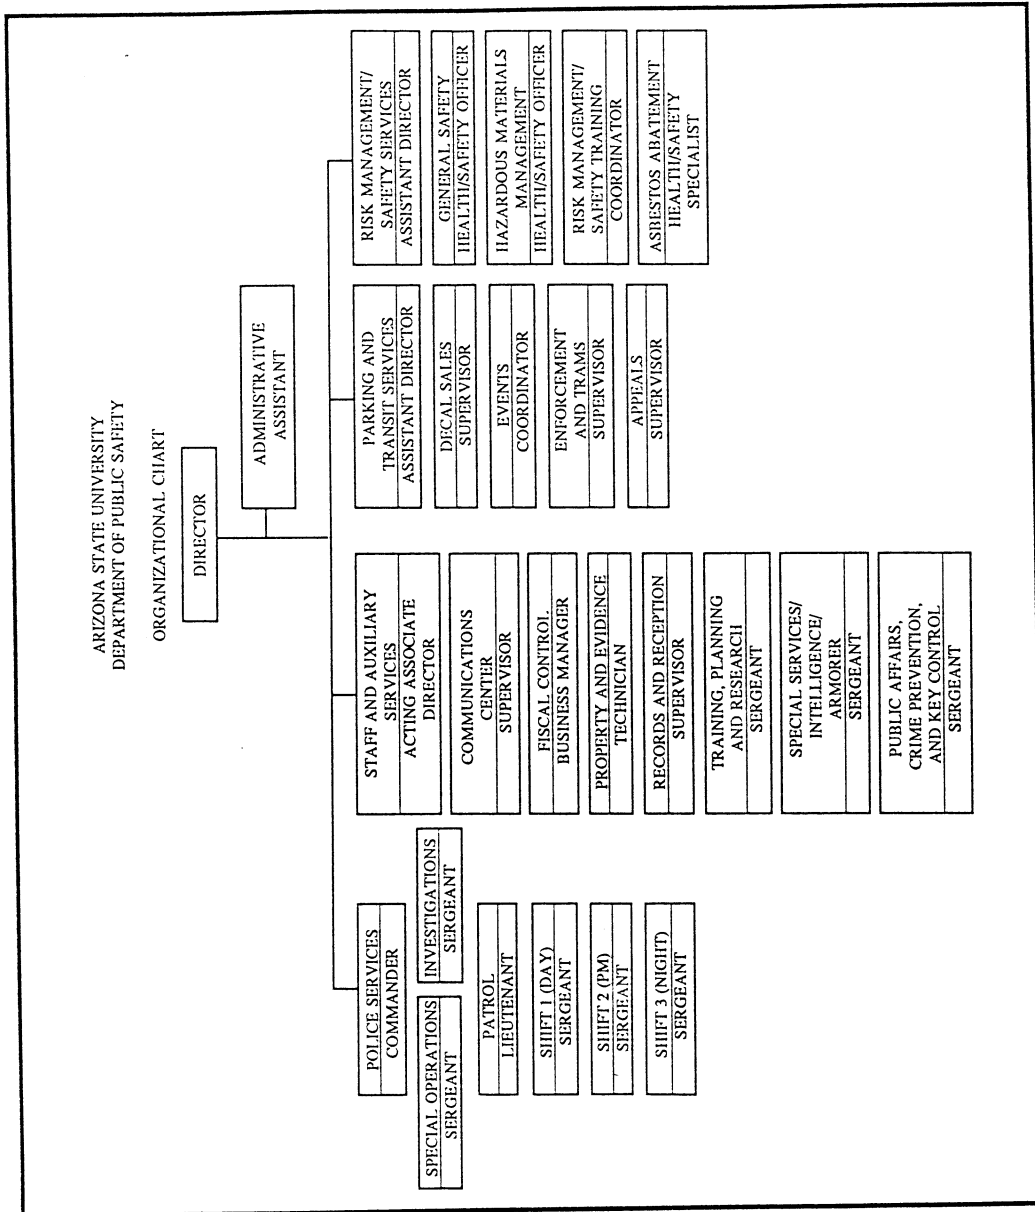 ARIZONA STATE UNIVERSITY
DEPARTMENT OF PUBLIC SAFETY
ORGANIZATIONAL CHART
DIRECTOR
ADMINISTRATIVE
ASSISTANT
POLICE SERVICES
COMMANDER
SPECIAL OPERATIONS
SERGEANT
INVESTIGATIONS
SERGEANT
PATROL
LIEUTENANT
SHIFT 1 (DAY)
SERGEANT
SHIFT 2 (PM)
SERGEANT
SHIFT 3 (NIGHT)
SERGEANT
STAFF AND AUXILIARY
SERVICES
ACTING ASSOCIATE
DIRECTOR
COMMUNICATIONS
CENTER
SUPERVISOR
FISCAL CONTROL
BUSINESS MANAGER
PROPERTY AND EVIDENCE
TECHNICIAN
RECORDS AND RECEPTION
SUPERVISOR
TRAINING, PLANNING
AND RESEARCH
SERGEANT
SPECIAL SERVICES/
INTELLIGENCE/
ARMORER
SERGEANT
PUBLIC AFFAIRS,
CRIME PREVENTION,
AND KEY CONTROL
SERGEANT
PARKING AND
TRANSIT SERVICES
ASSISTANT DIRECTOR
DECAL SALES
SUPERVISOR
EVENTS
COORDINATOR
ENFORCEMENT
AND TRAMS
SUPERVISOR
APPEALS
SUPERVISOR
RISK MANAGEMENT/
SAFETY SERVICES
ASSISTANT DIRECTOR
GENERAL SAFETY
HEALTH/SAFETY OFFICER
HAZARDOUS MATERIALS
MANAGEMENT
HEALTH/SAFETY OFFICER
RISK MANAGEMENT/
SAFETY TRAINING
COORDINATOR
ASBESTOS ABATEMENT
HEALTH/SAFETY
SPECIALIST